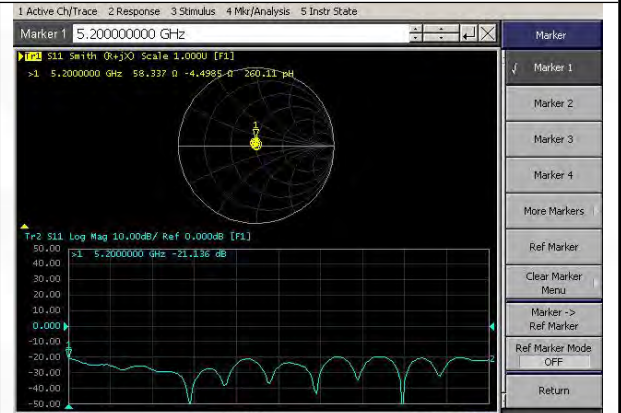 1 Active Ch/Trace 2 Response 3 Stimulus 4 Mkr/Analysis 5 Instr State
Marker 1 5.200000000 GHz
Marker
Tr1 S11 Smith (R+jX) Scale 1.000U [F1]
>1 5.2000000 GHz 58.337 Ω -4.4985 Ω 260.11 pH
1
√ Marker 1
Marker 2
Marker 3
Marker 4
More Markers
Ref Marker
Clear Marker
Menu
Marker ->
Ref Marker
Ref Marker Mode
OFF
Return
Tr2 S11 Log Mag 10.00dB/ Ref 0.000dB [F1]
50.00
>1 5.2000000 GHz -21.136 dB
40.00
30.00
20.00
10.00
0.000
-10.00
1
-20.00
2
-30.00
-40.00
-50.00